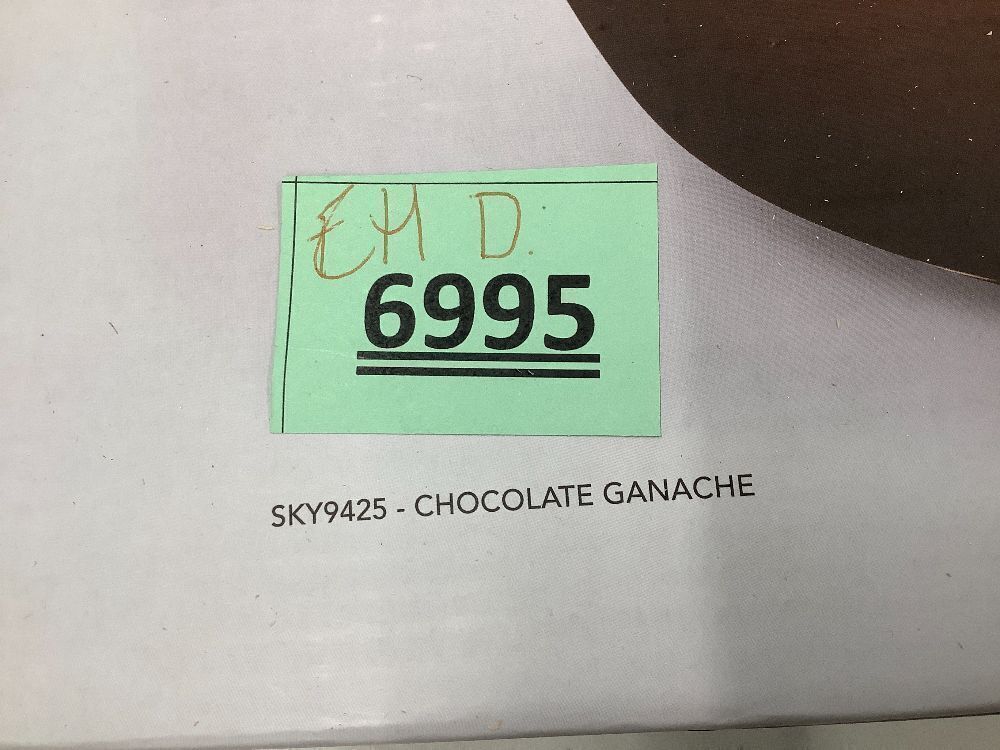 EH D.
6995
SKY9425 - CHOCOLATE GANACHE